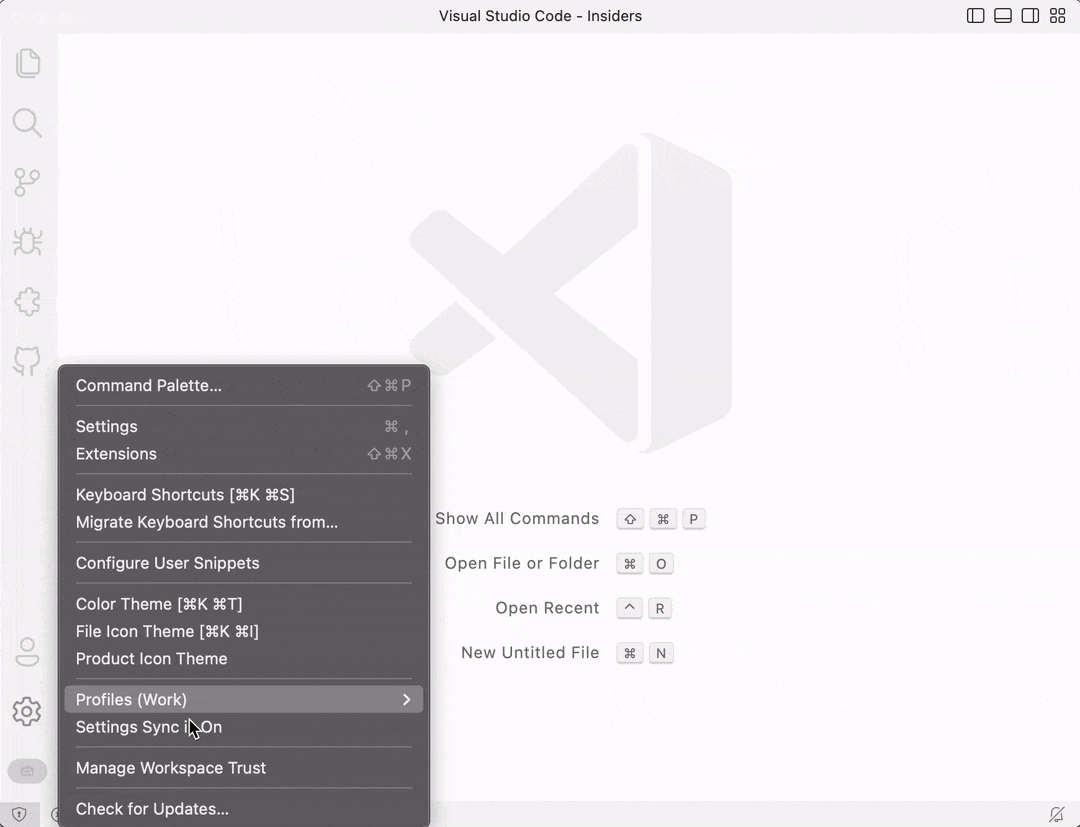 Visual Studio Code - Insiders
Command Palette... ⇧⌘P
Settings ⌘ ,
Extensions ⇧⌘X
Keyboard Shortcuts [⌘K ⌘S]
Migrate Keyboard Shortcuts from...
Configure User Snippets
Color Theme [⌘K ⌘T]
File Icon Theme [⌘K ⌘I]
Product Icon Theme
Profiles (Work)
Settings Sync is On
Manage Workspace Trust
Check for Updates...
Show All Commands ⇧ ⌘ P
Open File or Folder ⌘ O
Open Recent ^ R
New Untitled File ⌘ N